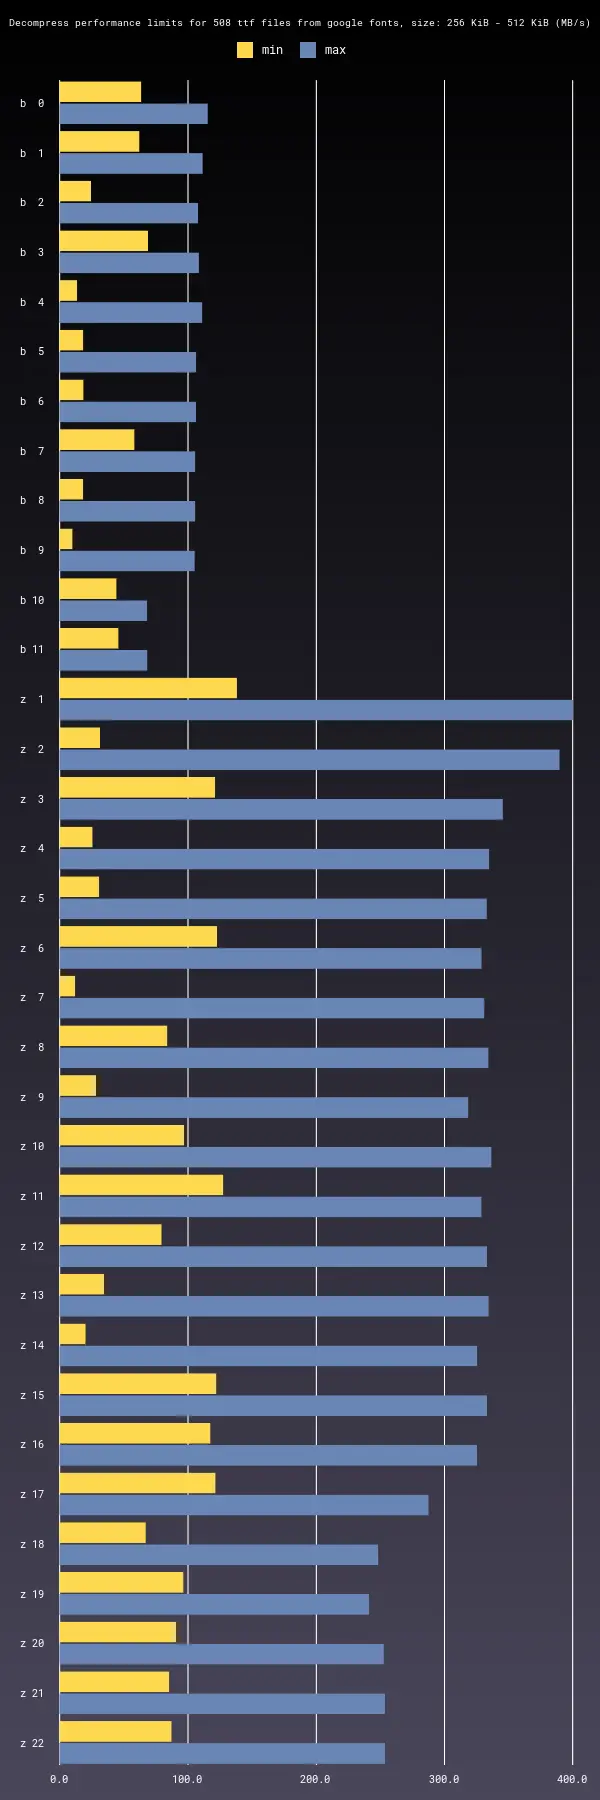 Decompress performance limits for 508 ttf files from google fonts, size: 256 KiB - 512 KiB (MB/s)
min max
b 0
b 1
b 2
b 3
b 4
b 5
b 6
b 7
b 8
b 9
b 10
b 11
z 1
z 2
z 3
z 4
z 5
z 6
z 7
z 8
z 9
z 10
z 11
z 12
z 13
z 14
z 15
z 16
z 17
z 18
z 19
z 20
z 21
z 22
0.0 100.0 200.0 300.0 400.0